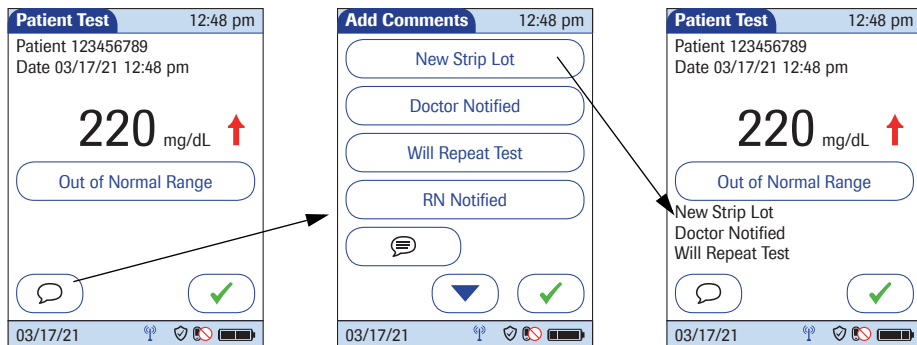 Patient Test 12:48 pm
Patient 123456789
Date 03/17/21 12:48 pm
220 mg/dL
Out of Normal Range
03/17/21
Add Comments 12:48 pm
New Strip Lot
Doctor Notified
Will Repeat Test
RN Notified
03/17/21
Patient Test 12:48 pm
Patient 123456789
Date 03/17/21 12:48 pm
220 mg/dL
Out of Normal Range
New Strip Lot
Doctor Notified
Will Repeat Test
03/17/21